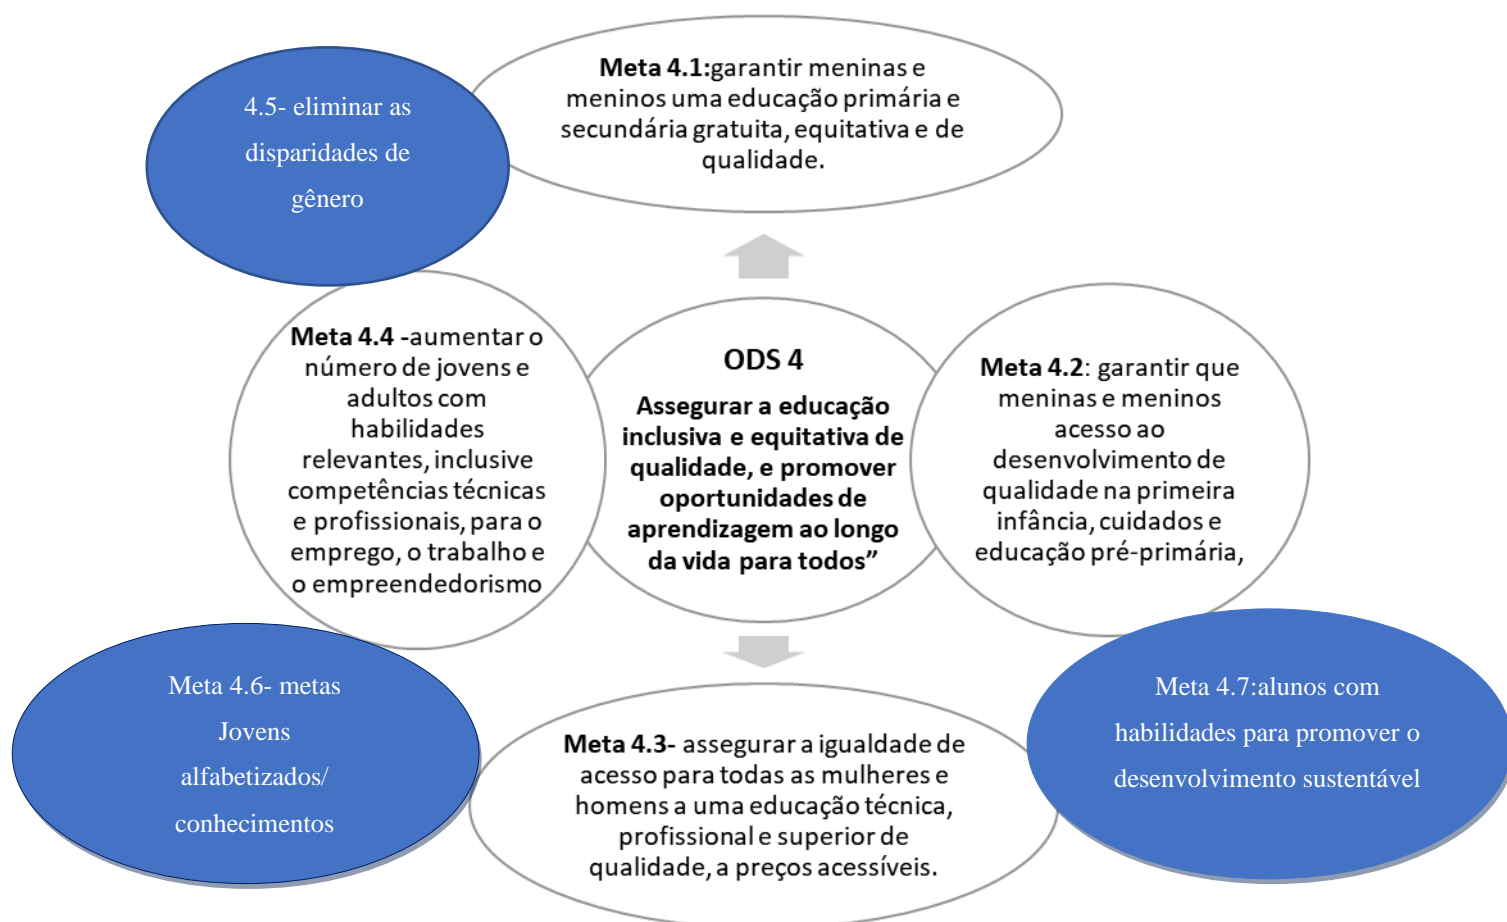 Meta 4.1:garantir meninas e
meninos uma educação primária e
secundária gratuita, equitativa e de
qualidade.
4.5- eliminar as
disparidades de
gênero
Meta 4.4 -aumentar o
número de jovens e
adultos com
habilidades
relevantes, inclusive
competências técnicas
e profissionais, para o
emprego, o trabalho e
o empreendedorismo
ODS 4
Assegurar a educação
inclusiva e equitativa de
qualidade, e promover
oportunidades de
aprendizagem ao longo
da vida para todos”
Meta 4.2: garantir que
meninas e meninos
acesso ao
desenvolvimento de
qualidade na primeira
infância, cuidados e
educação pré-primária,
Meta 4.6- metas
Jovens
alfabetizados/
conhecimentos
Meta 4.3- assegurar a igualdade de
acesso para todas as mulheres e
homens a uma educação técnica,
profissional e superior de
qualidade, a preços acessíveis.
Meta 4.7:alunos com
habilidades para promover o
desenvolvimento sustentável